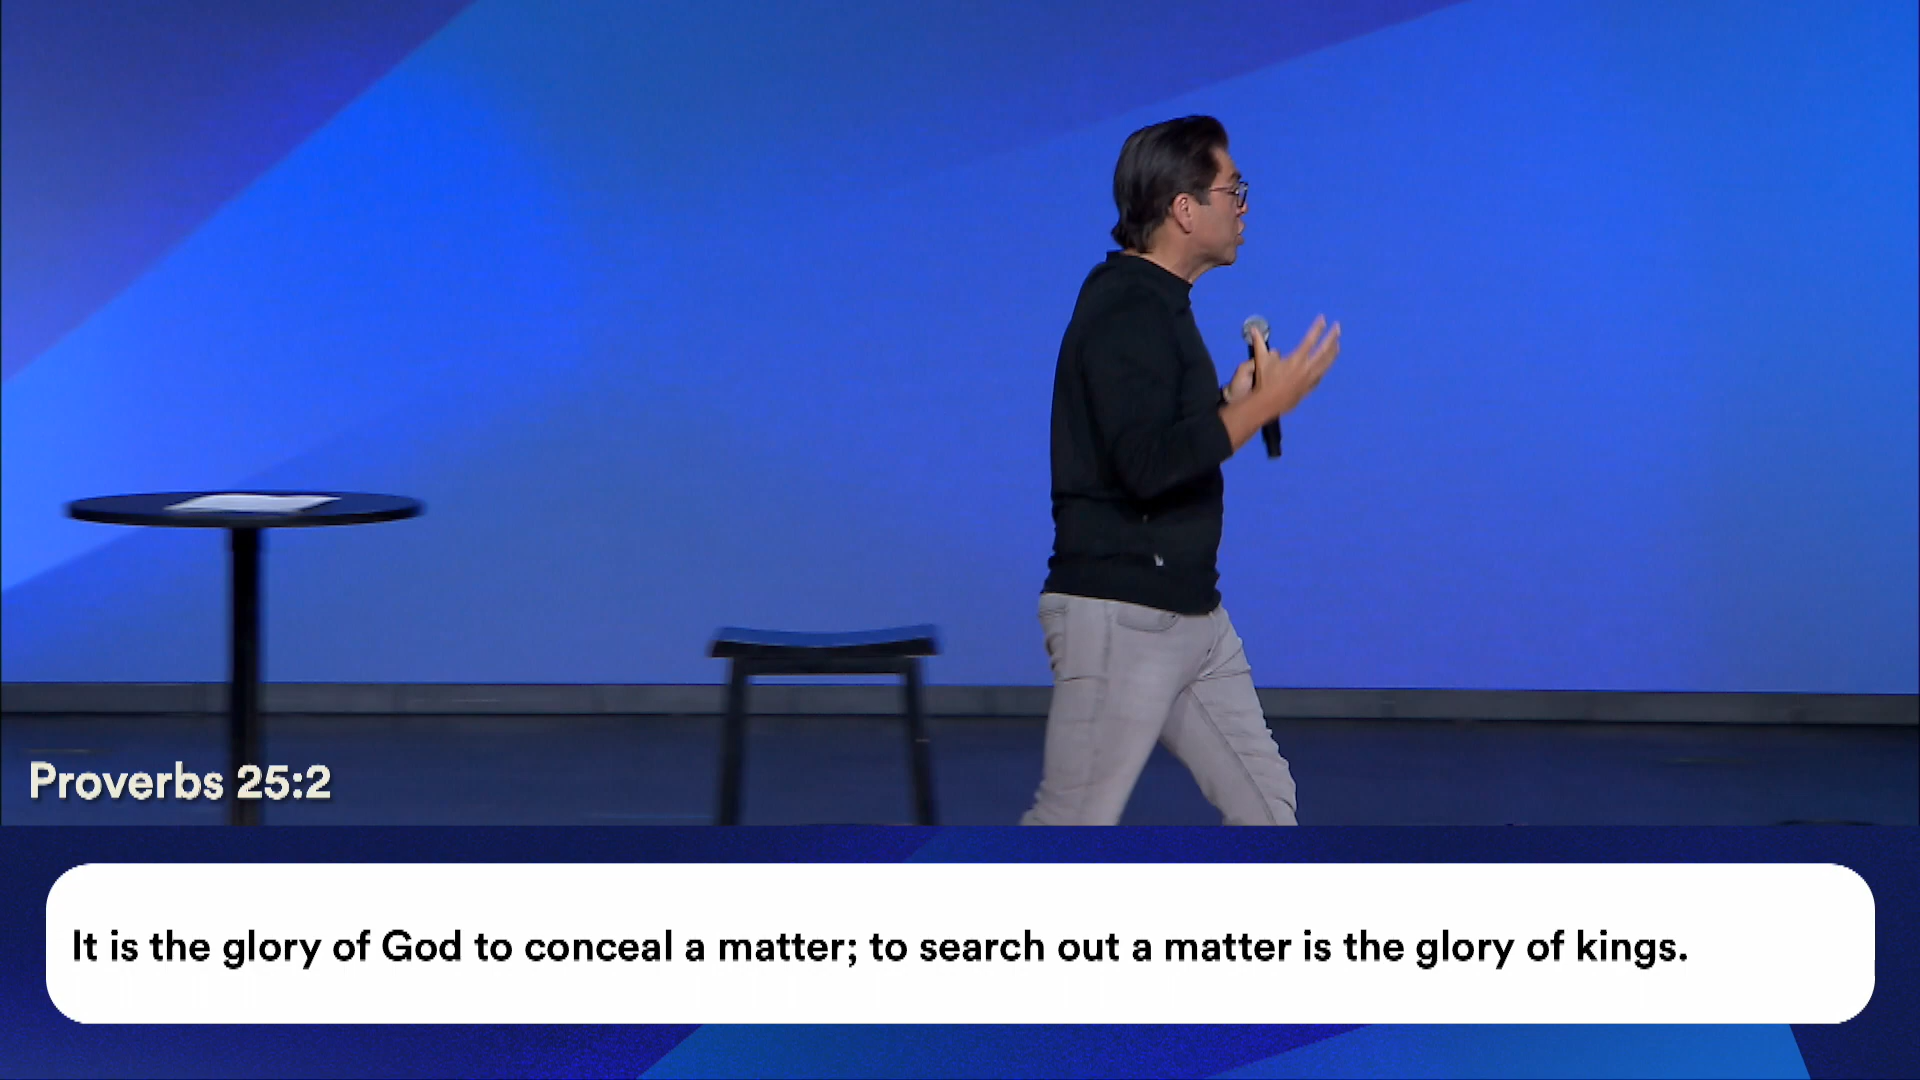 Proverbs 25:2
It is the glory of God to conceal a matter; to search out a matter is the glory of kings.